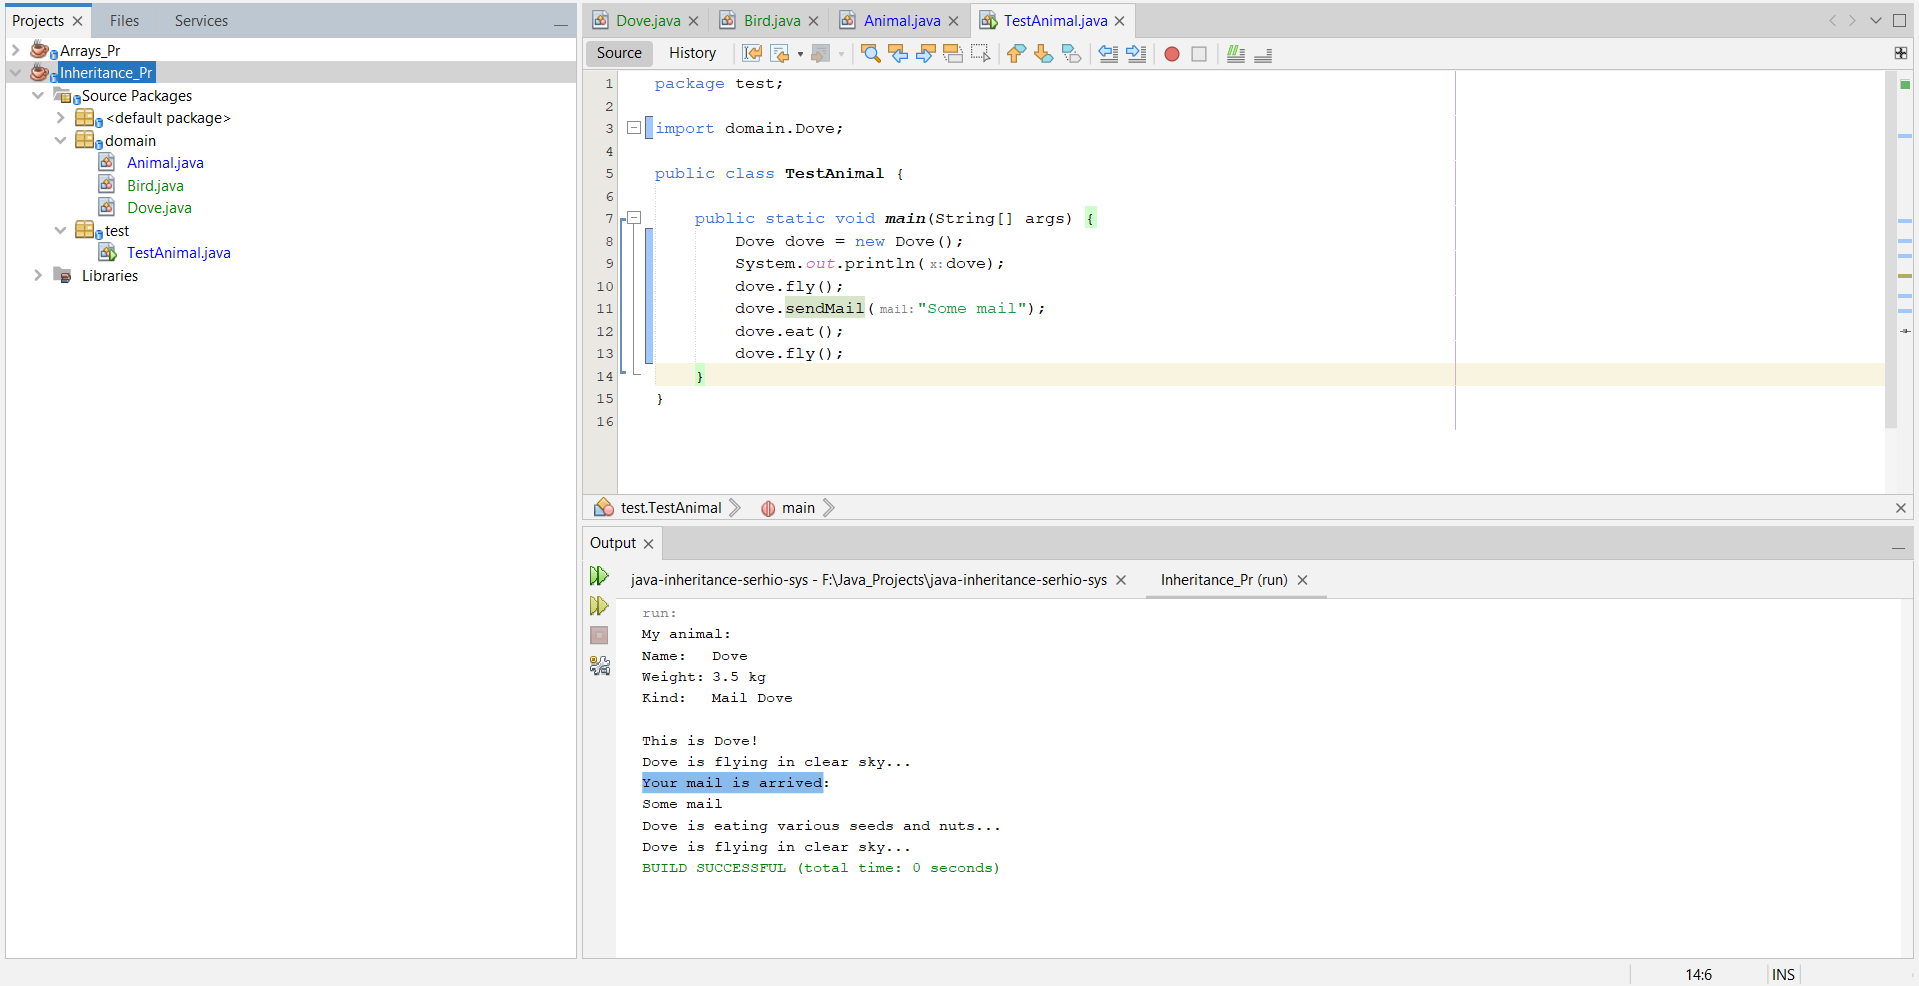 Projects Files Services
Arrays_Pr
Inheritance_Pr
Source Packages
<default package>
domain
Animal.java
Bird.java
Dove.java
test
TestAnimal.java
Libraries
Dove.java Bird.java Animal.java TestAnimal.java
Source History
1 package test;
2
3 import domain.Dove;
4
5 public class TestAnimal {
6
7 public static void main(String[] args) {
8 Dove dove = new Dove();
9 System.out.println( x: dove);
10 dove.fly();
11 dove.sendMail( mail: "Some mail");
12 dove.eat();
13 dove.fly();
14 }
15 }
16
test.TestAnimal main
Output
java-inheritance-serhio-sys - F:\Java_Projects\java-inheritance-serhio-sys Inheritance_Pr (run)
run:
My animal:
Name: Dove
Weight: 3.5 kg
Kind: Mail Dove
This is Dove!
Dove is flying in clear sky...
Your mail is arrived:
Some mail
Dove is eating various seeds and nuts...
Dove is flying in clear sky...
BUILD SUCCESSFUL (total time: 0 seconds)
14:6 INS